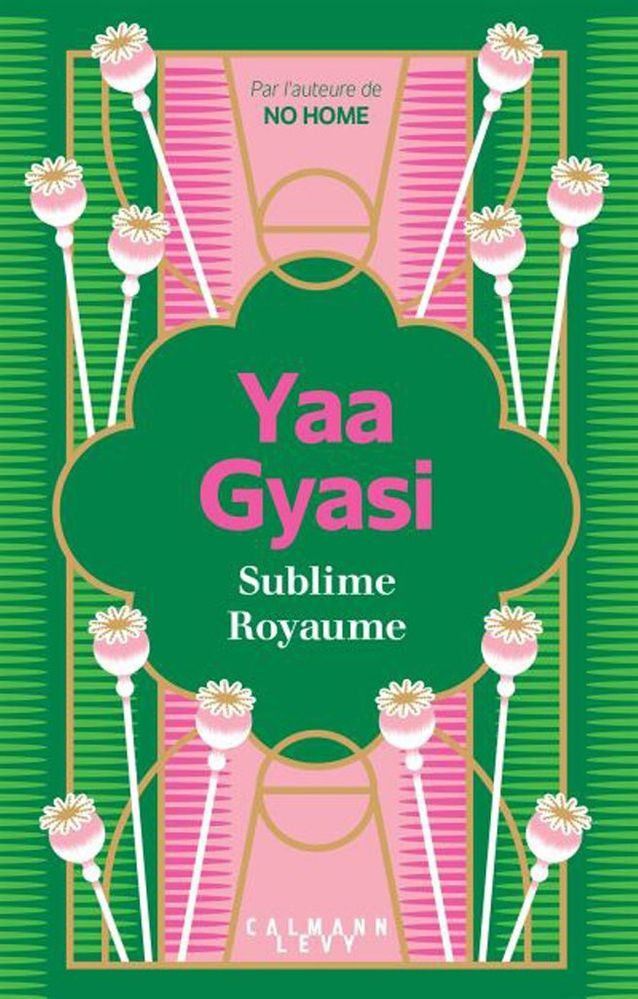 Par l'auteure de
NO HOME
Yaa
Gyasi
Sublime
Royaume
CALMANN
LEVY